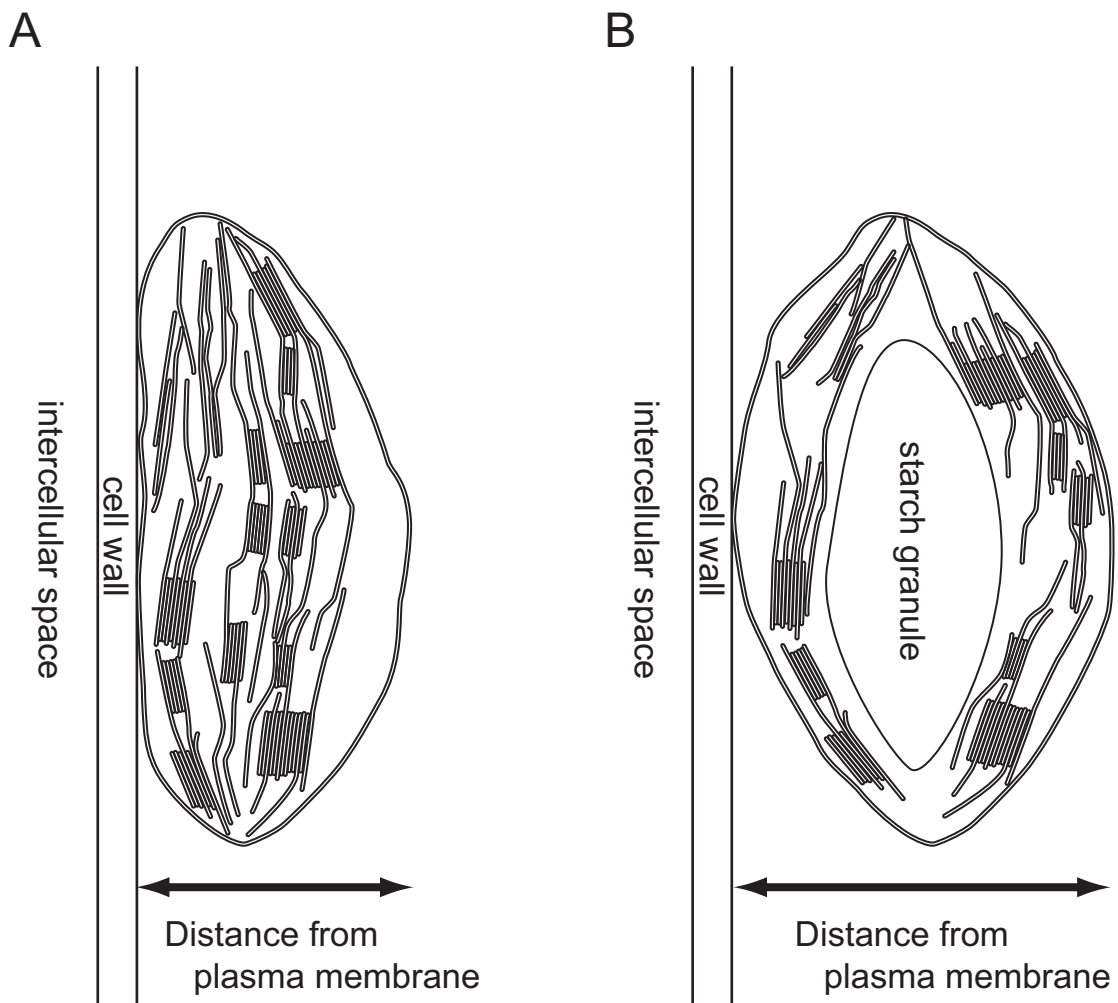 A
intercellular space
cell wall
Distance from
plasma membrane
B
intercellular space
cell wall
starch granule
Distance from
plasma membrane